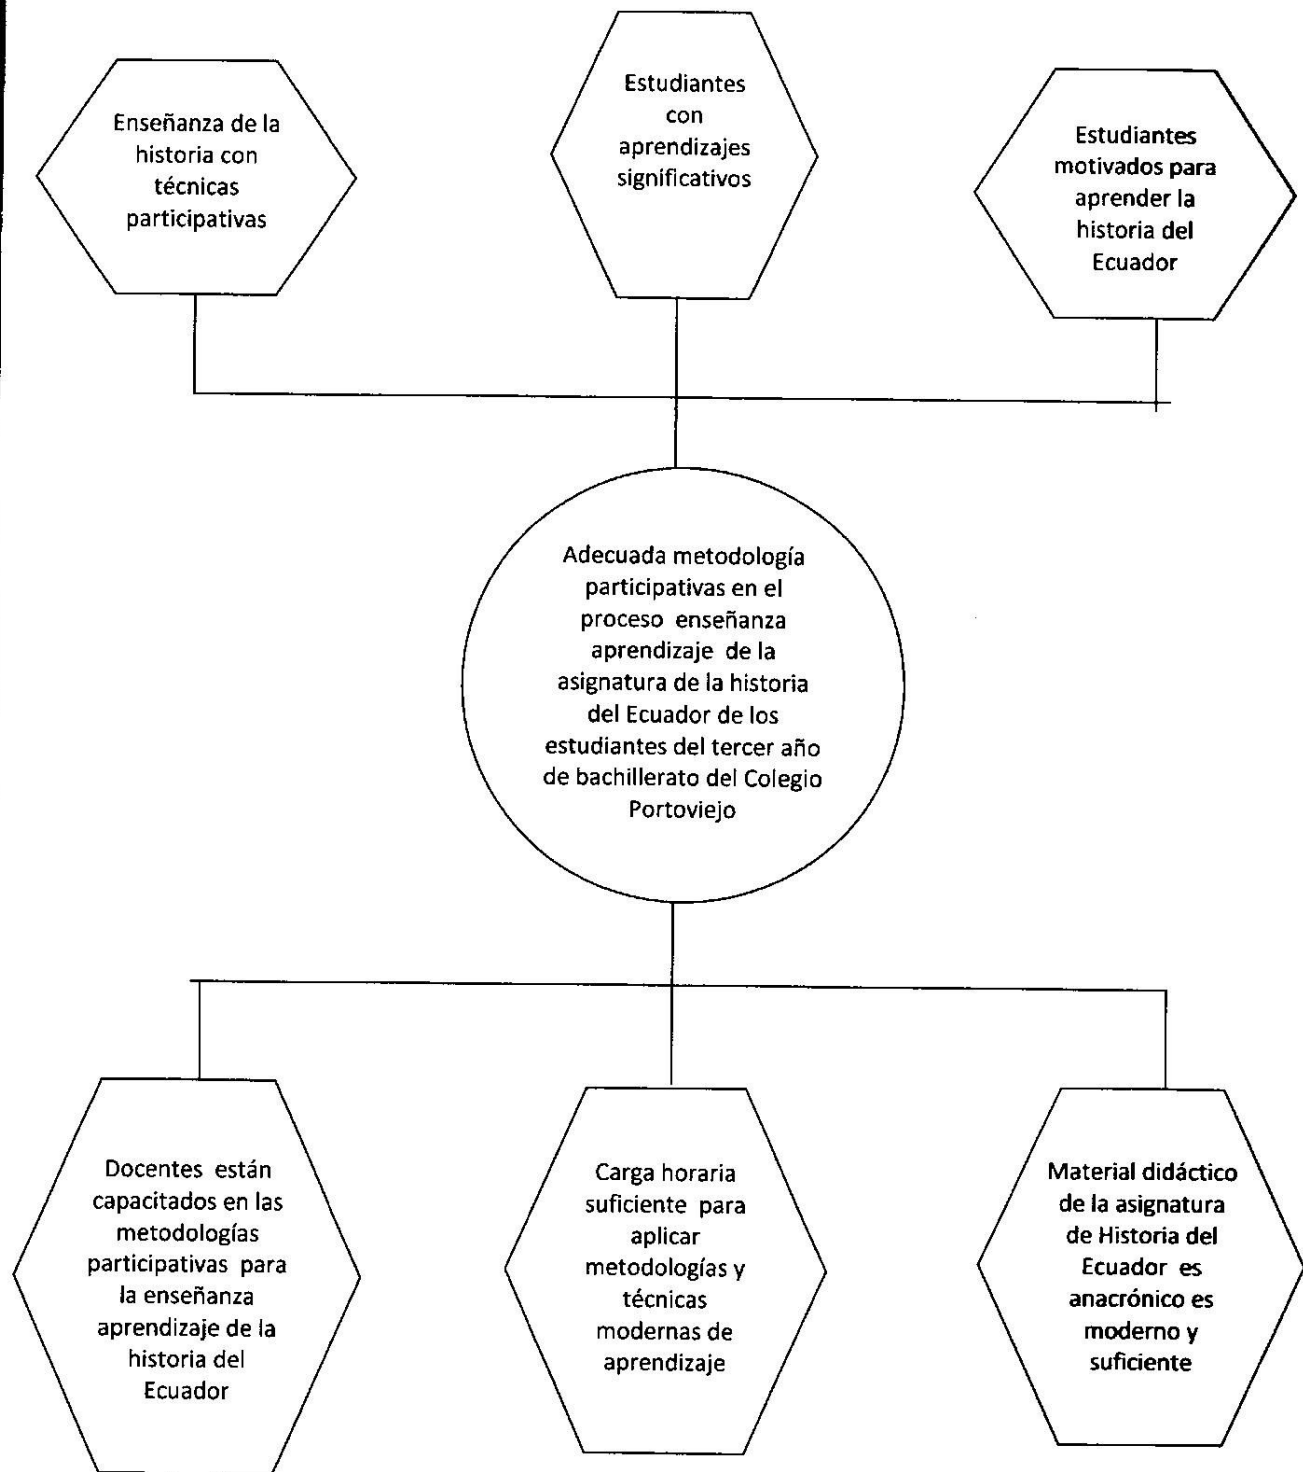 Enseñanza de la
historia con
técnicas
participativas
Estudiantes
con
aprendizajes
significativos
Estudiantes
motivados para
aprender la
historia del
Ecuador
Adecuada metodología
participativas en el
proceso enseñanza
aprendizaje de la
asignatura de la historia
del Ecuador de los
estudiantes del tercer año
de bachillerato del Colegio
Portoviejo
Docentes están
capacitados en las
metodologías
participativas para
la enseñanza
aprendizaje de la
historia del
Ecuador
Carga horaria
suficiente para
aplicar
metodologías y
técnicas
modernas de
aprendizaje
Material didáctico
de la asignatura
de Historia del
Ecuador es
anacrónico es
moderno y
suficiente